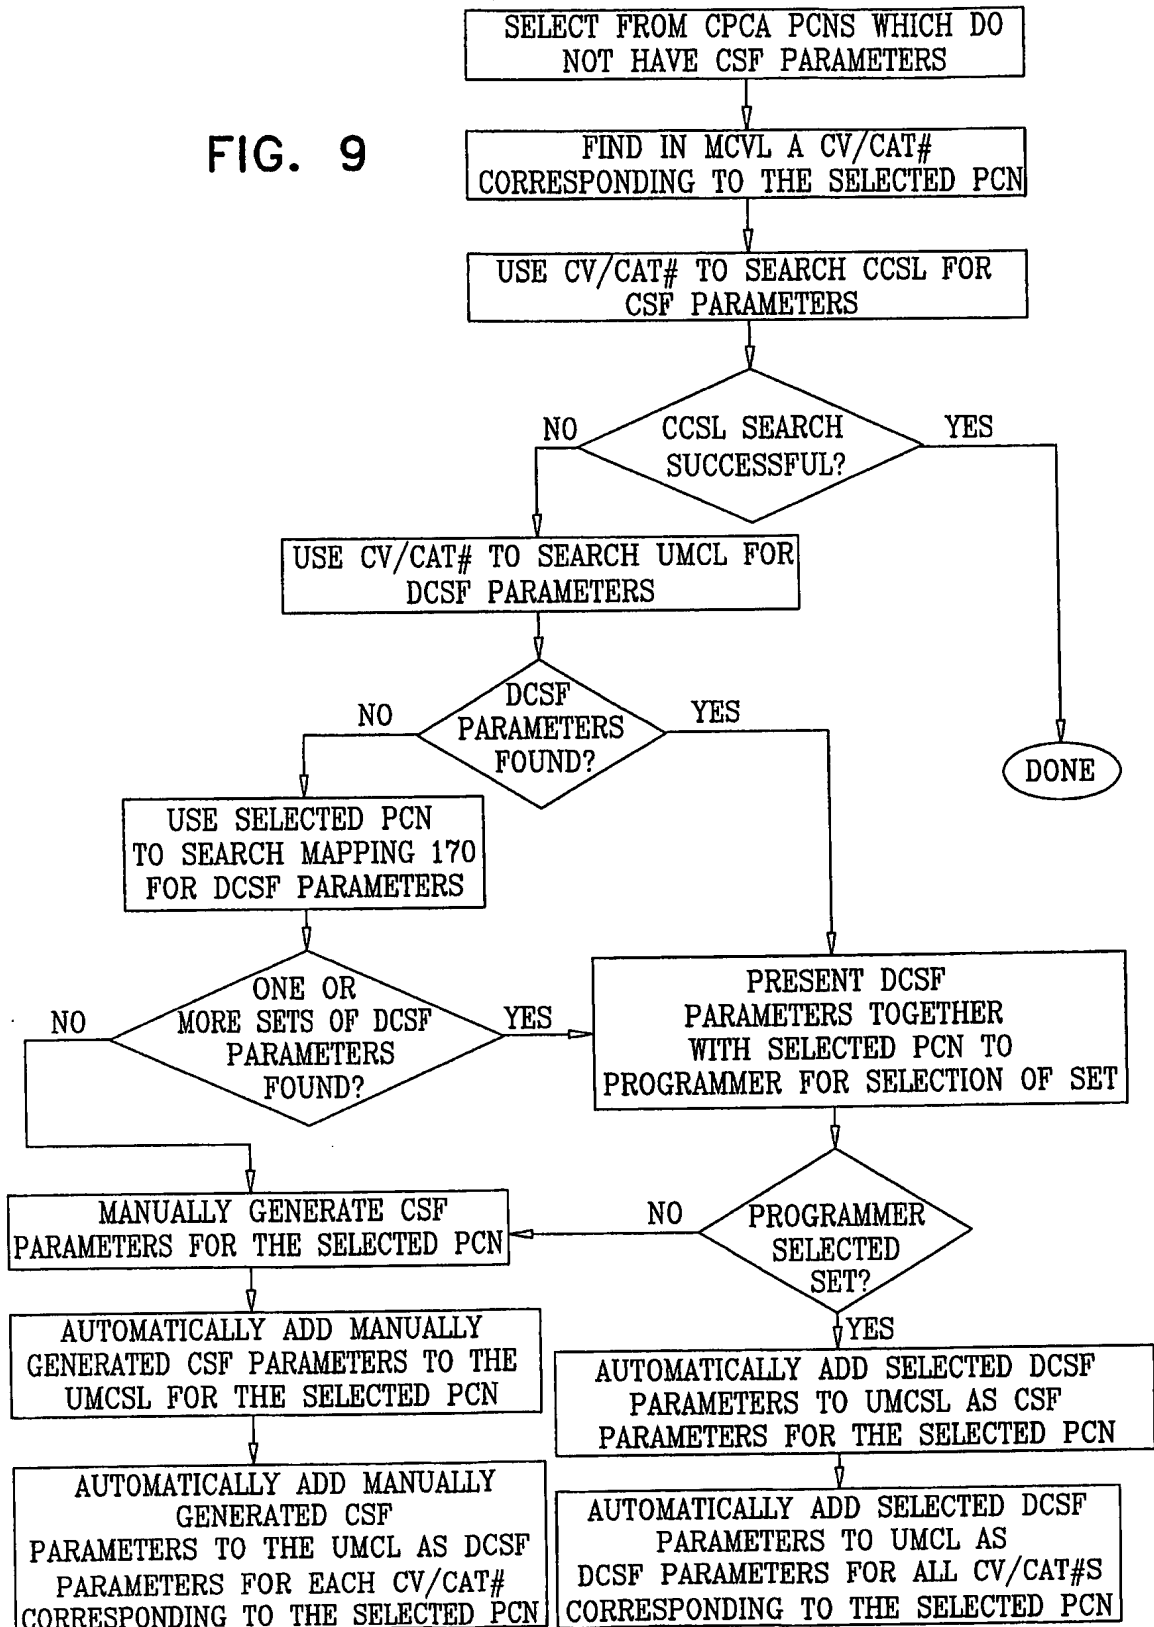 SELECT FROM CPCA PCNS WHICH DO
NOT HAVE CSF PARAMETERS
FIG. 9
FIND IN MCVL A CV/CAT#
CORRESPONDING TO THE SELECTED PCN
USE CV/CAT# TO SEARCH CCSL FOR
CSF PARAMETERS
NO
CCSL SEARCH
SUCCESSFUL?
YES
USE CV/CAT# TO SEARCH UMCL FOR
DCSF PARAMETERS
NO
DCSF
PARAMETERS
FOUND?
YES
DONE
USE SELECTED PCN
TO SEARCH MAPPING 170
FOR DCSF PARAMETERS
NO
ONE OR
MORE SETS OF DCSF
PARAMETERS
FOUND?
YES
PRESENT DCSF
PARAMETERS TOGETHER
WITH SELECTED PCN TO
PROGRAMMER FOR SELECTION OF SET
MANUALLY GENERATE CSF
PARAMETERS FOR THE SELECTED PCN
NO
PROGRAMMER
SELECTED
SET?
YES
AUTOMATICALLY ADD MANUALLY
GENERATED CSF PARAMETERS TO THE
UMCSL FOR THE SELECTED PCN
AUTOMATICALLY ADD SELECTED DCSF
PARAMETERS TO UMCSL AS CSF
PARAMETERS FOR THE SELECTED PCN
AUTOMATICALLY ADD MANUALLY
GENERATED CSF
PARAMETERS TO THE UMCL AS DCSF
PARAMETERS FOR EACH CV/CAT#
CORRESPONDING TO THE SELECTED PCN
AUTOMATICALLY ADD SELECTED DCSF
PARAMETERS TO UMCL AS
DCSF PARAMETERS FOR ALL CV/CAT#S
CORRESPONDING TO THE SELECTED PCN